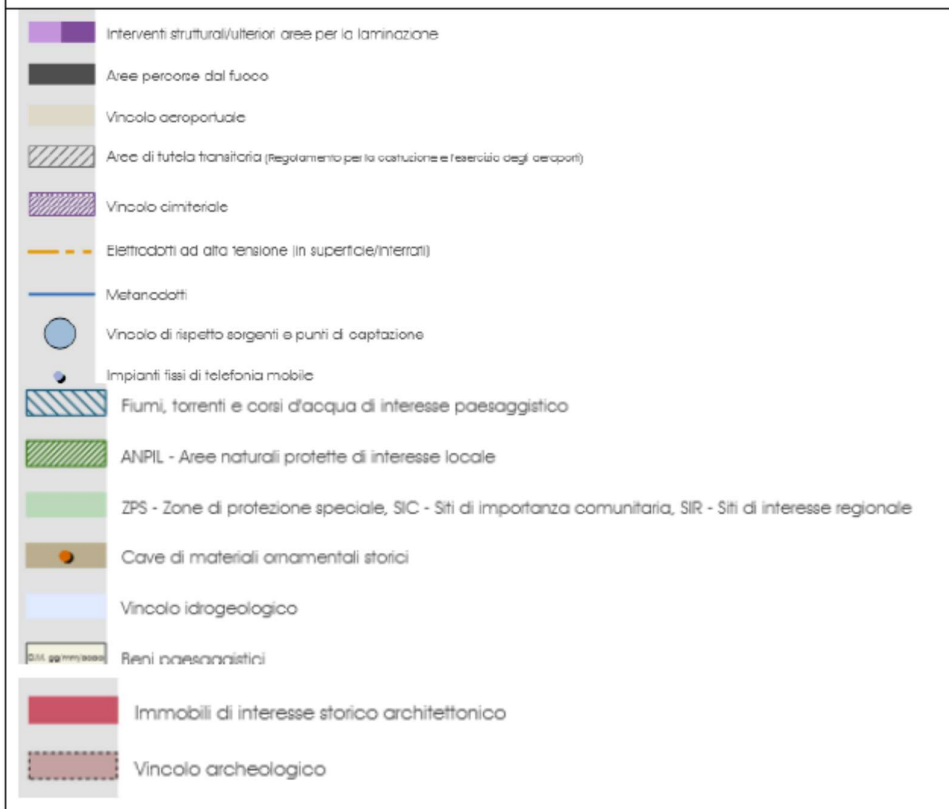 Interventi strutturali/ulteriori aree per la laminazione
Aree percorse dal fuoco
Vincolo aeroportuale
Aree di tutela transitoria (Regolamento per la costruzione e l'esercizio degli aeroporti)
Vincolo cimiteriale
Elettrodotti ad alta tensione (in superficie/interrati)
Metanodotti
Vincolo di rispetto sorgenti e punti di captazione
Impianti fissi di telefonia mobile
Fiumi, torrenti e corsi d'acqua di interesse paesaggistico
ANPIL - Aree naturali protette di interesse locale
ZPS - Zone di protezione speciale, SIC - Siti di importanza comunitaria, SIR - Siti di interesse regionale
Cave di materiali ornamentali storici
Vincolo idrogeologico
D.M. gg/mm/aaaa Beni paesaggistici
Immobili di interesse storico architettonico
Vincolo archeologico